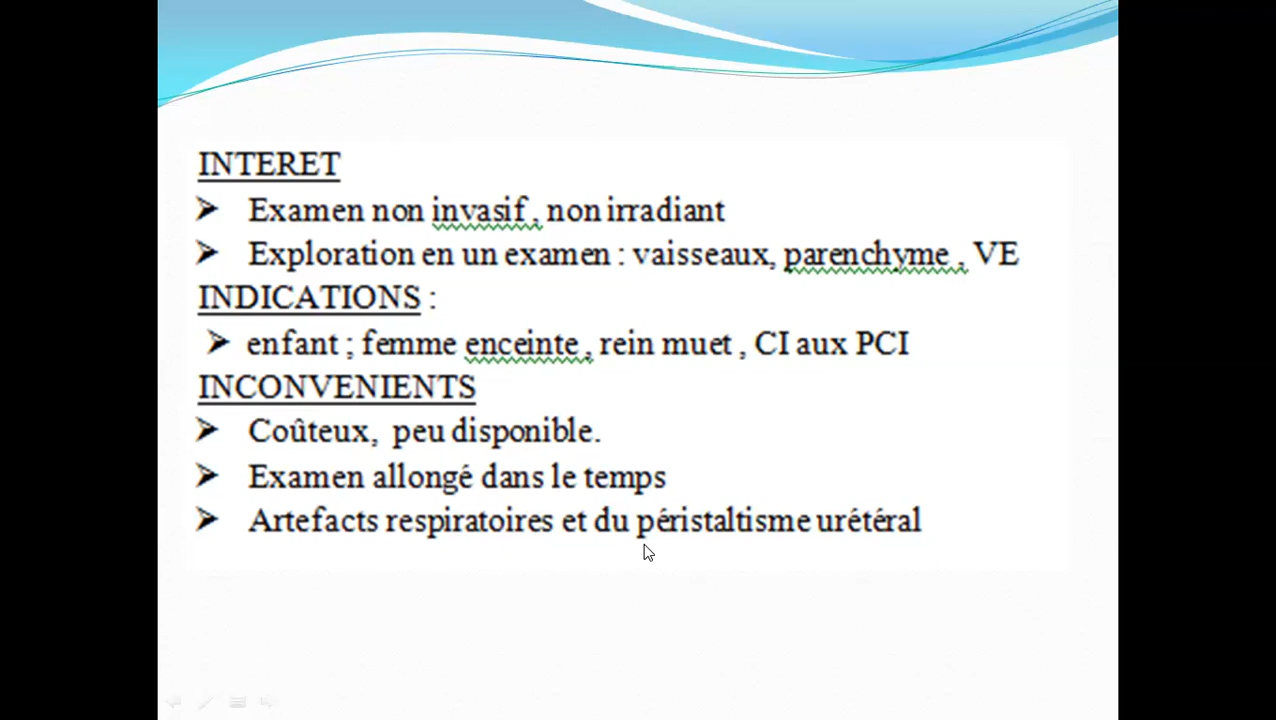 INTERET
Examen non invasif , non irradiant
Exploration en un examen : vaisseaux, parenchyme , VE
INDICATIONS :
enfant ; femme enceinte , rein muet , CI aux PCI
INCONVENIENTS
Coûteux, peu disponible.
Examen allongé dans le temps
Artefacts respiratoires et du péristaltisme urétéral